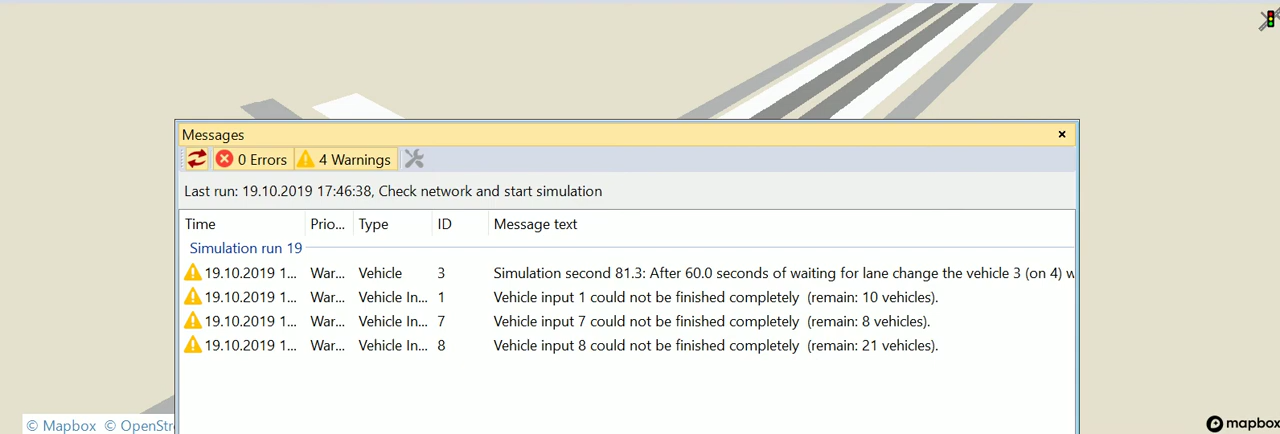 Messages
0 Errors 4 Warnings
Last run: 19.10.2019 17:46:38, Check network and start simulation
Time Prio... Type ID Message text
Simulation run 19
19.10.2019 1... War... Vehicle 3 Simulation second 81.3: After 60.0 seconds of waiting for lane change the vehicle 3 (on 4) w
19.10.2019 1... War... Vehicle In... 1 Vehicle input 1 could not be finished completely (remain: 10 vehicles).
19.10.2019 1... War... Vehicle In... 7 Vehicle input 7 could not be finished completely (remain: 8 vehicles).
19.10.2019 1... War... Vehicle In... 8 Vehicle input 8 could not be finished completely (remain: 21 vehicles).
© Mapbox © OpenStr
mapbox